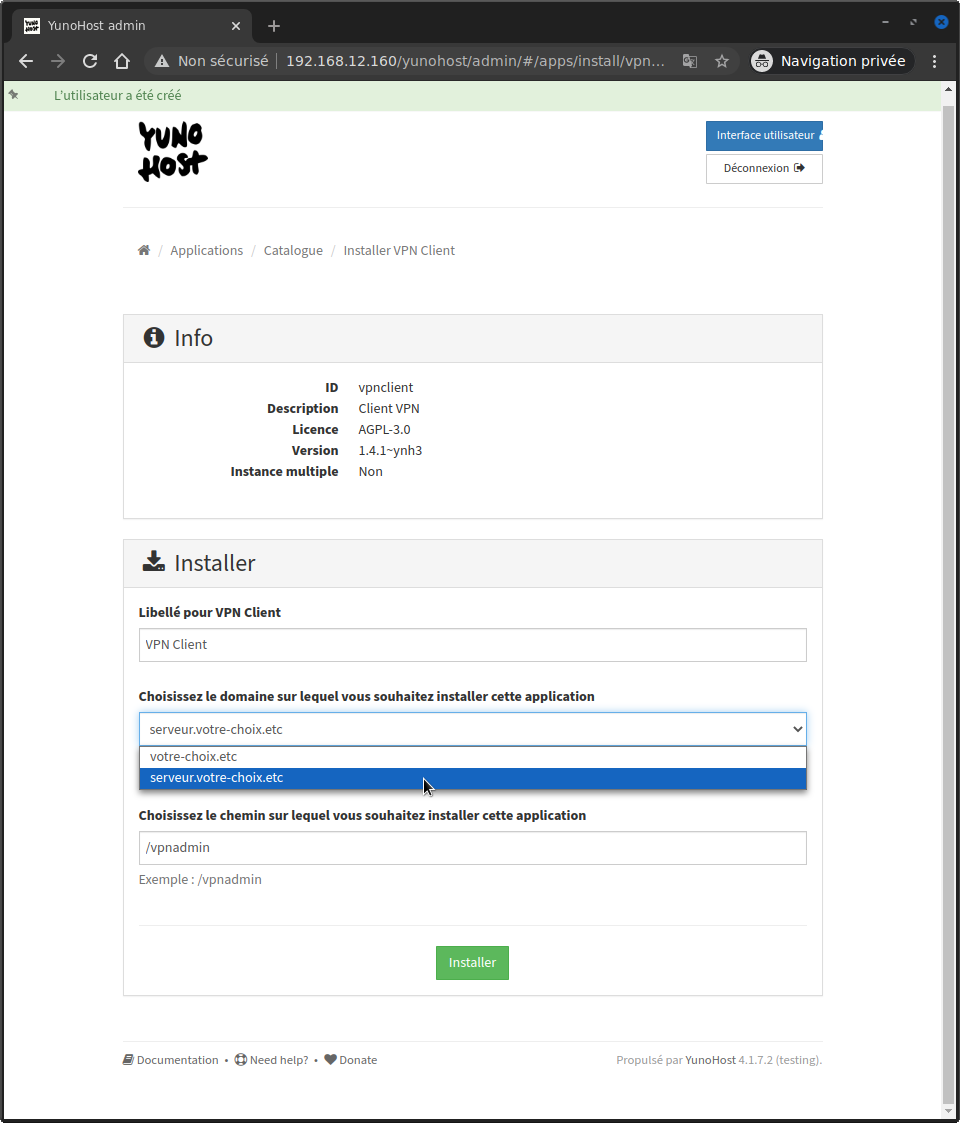 YunoHost admin
Non sécurisé
192.168.12.160/yunohost/admin/#/apps/install/vpn...
Navigation privée
L'utilisateur a été créé
YUNO
HOST
Interface utilisateur
Déconnexion
/ Applications / Catalogue / Installer VPN Client
Info
ID vpnclient
Description Client VPN
Licence AGPL-3.0
Version 1.4.1~ynh3
Instance multiple Non
Installer
Libellé pour VPN Client
VPN Client
Choisissez le domaine sur lequel vous souhaitez installer cette application
serveur.votre-choix.etc
votre-choix.etc
serveur.votre-choix.etc
Choisissez le chemin sur lequel vous souhaitez installer cette application
/vpnadmin
Exemple : /vpnadmin
Installer
Documentation • Need help? • Donate
Propulsé par YunoHost 4.1.7.2 (testing).